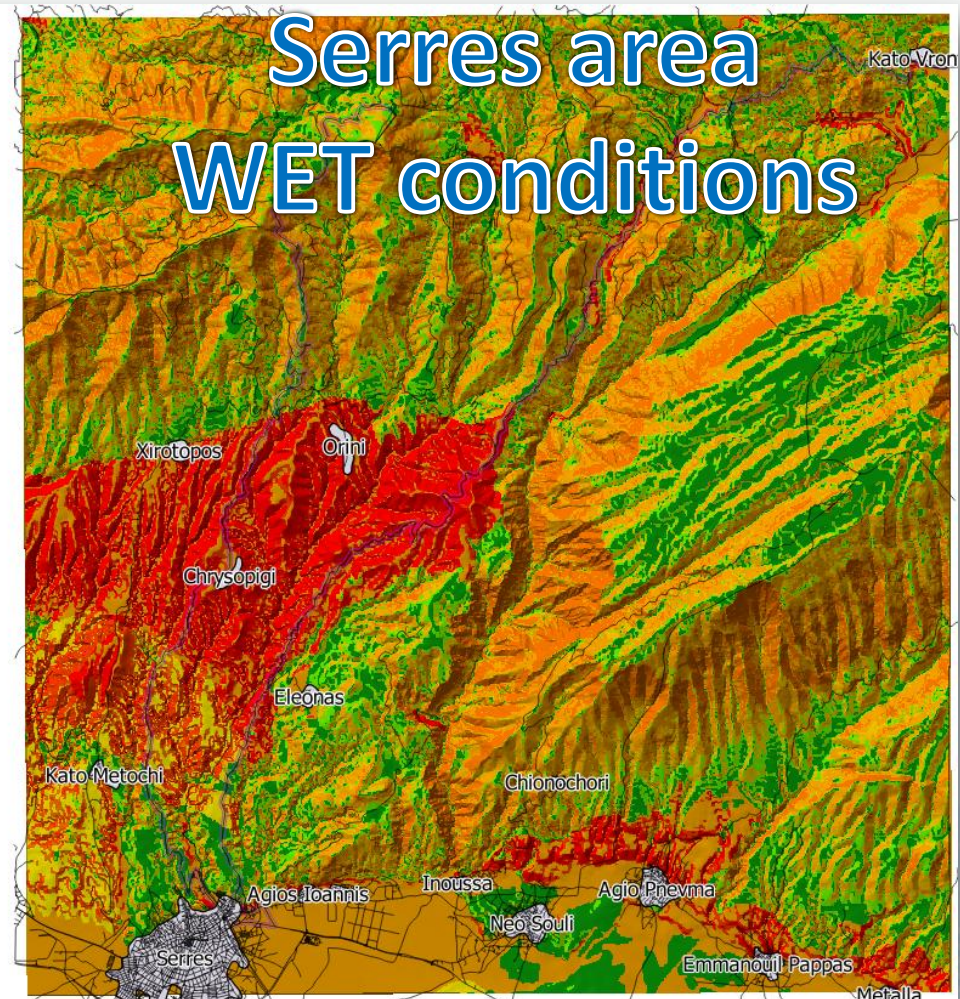 Serres area
Kato Vron
WET conditions
Xirotopos
Orini
Chrysopigi
Eleonas
Kato Metochi
Chionochori
Inoussa
Agios Ioannis
Agio Pnevma
Neo Souli
Serres
Emmanouil Pappas
Metalla